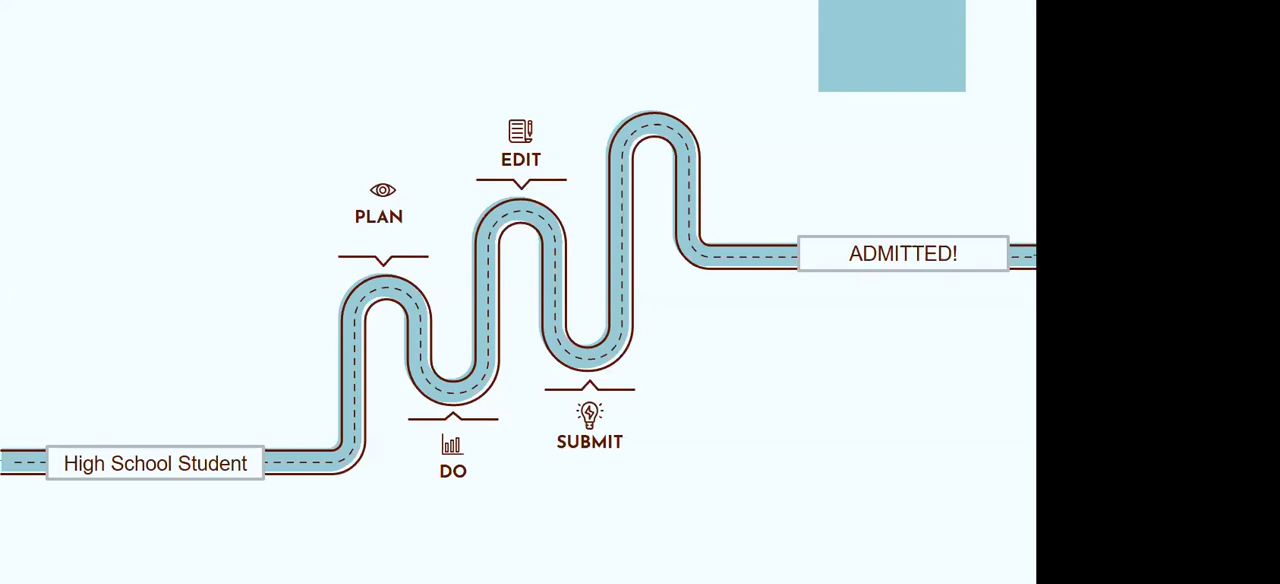 EDIT
PLAN
ADMITTED!
SUBMIT
High School Student
DO